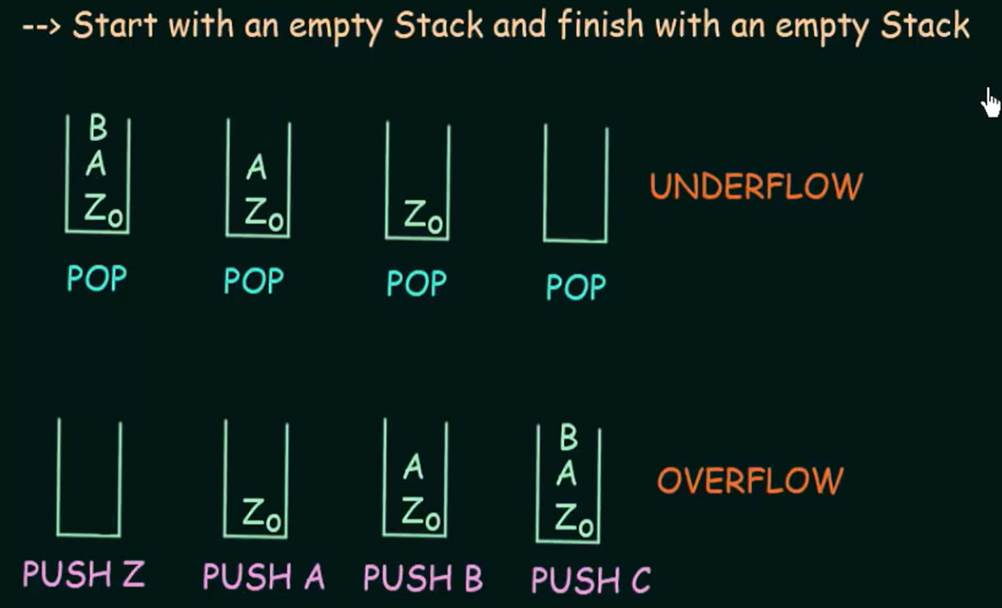 --> Start with an empty Stack and finish with an empty Stack
B
A A
Z₀ Z₀ Z₀ UNDERFLOW
POP POP POP POP
B
A A
Z₀ Z₀ Z₀ OVERFLOW
PUSH Z PUSH A PUSH B PUSH C